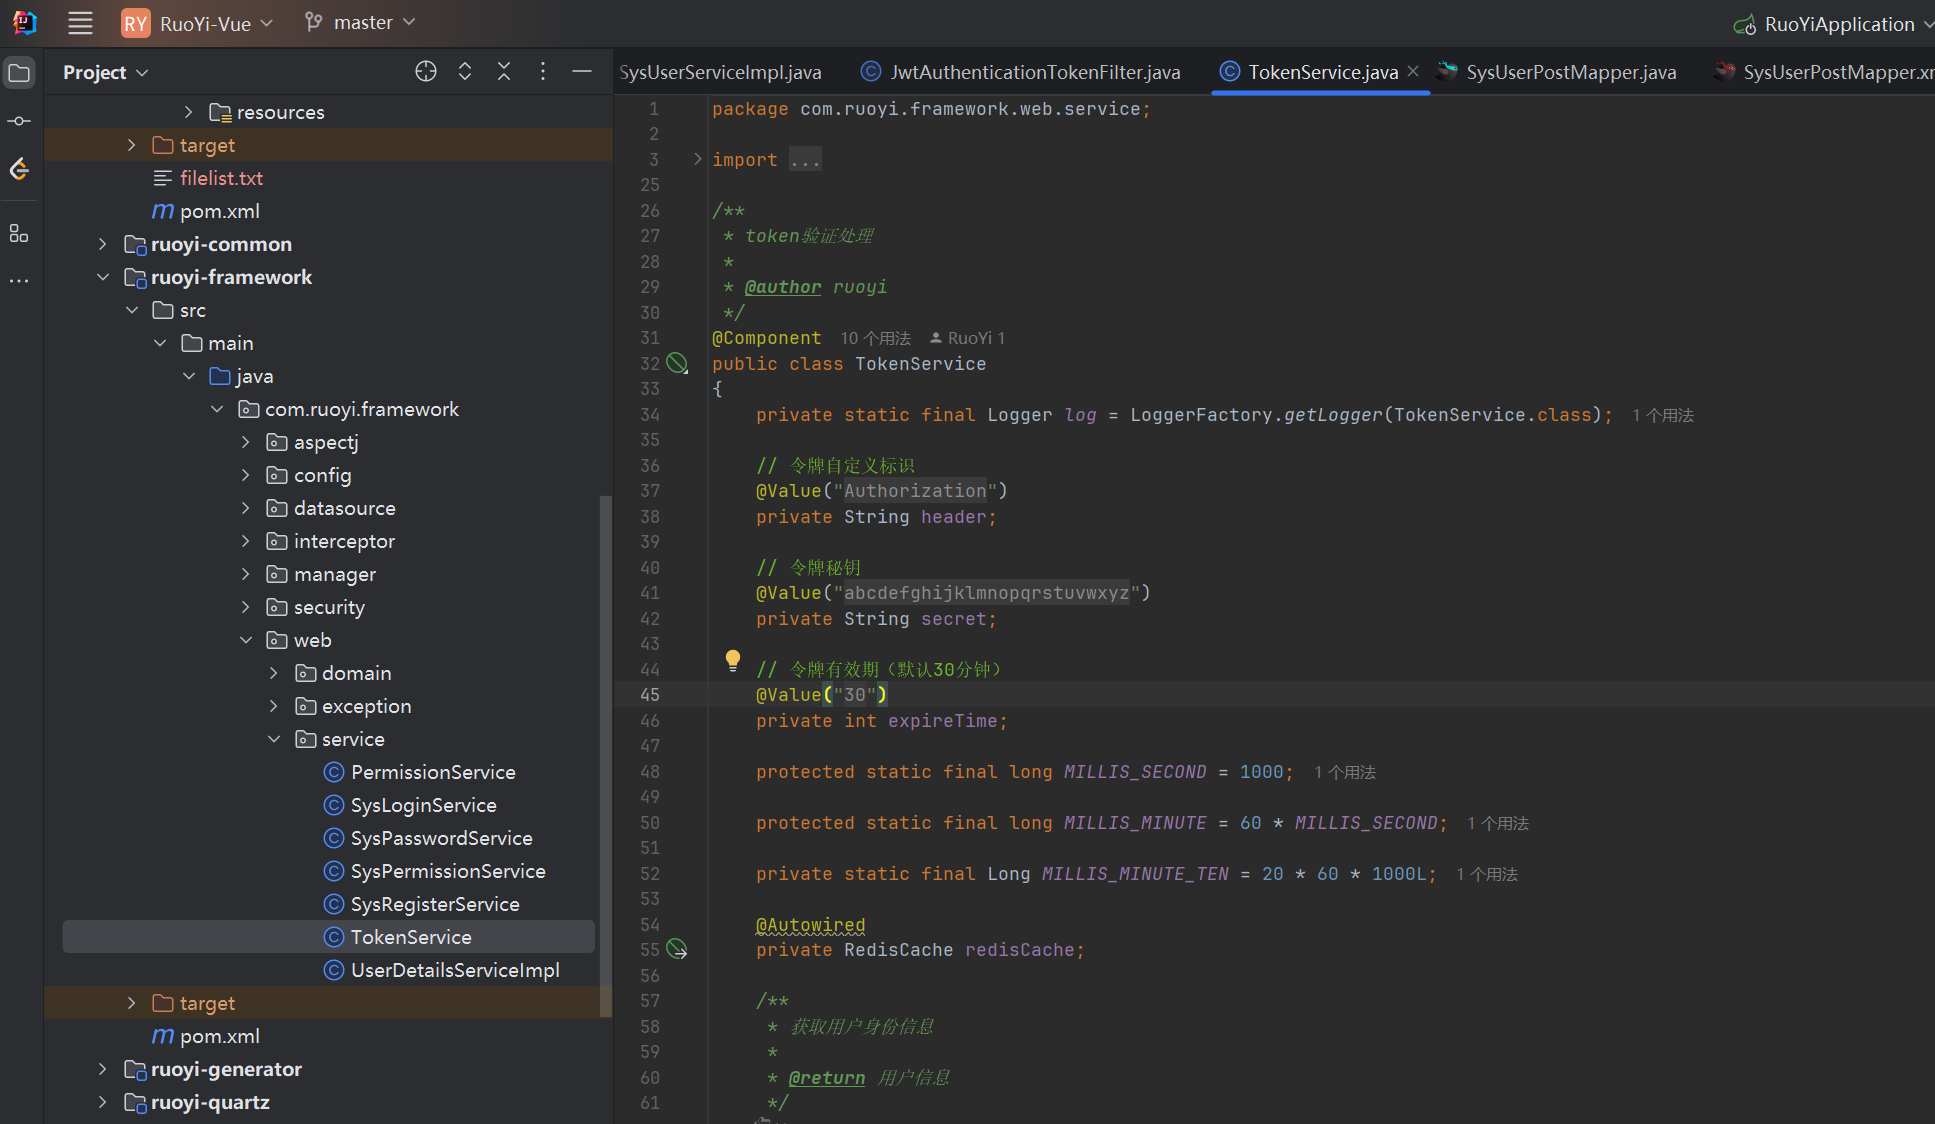 RY RuoYi-Vue master RuoYiApplication
Project
SysUserServiceImpl.java JwtAuthenticationTokenFilter.java TokenService.java SysUserPostMapper.java SysUserPostMapper.xm
resources
target
filelist.txt
pom.xml
ruoyi-common
ruoyi-framework
src
main
java
com.ruoyi.framework
aspectj
config
datasource
interceptor
manager
security
web
domain
exception
service
PermissionService
SysLoginService
SysPasswordService
SysPermissionService
SysRegisterService
TokenService
UserDetailsServiceImpl
target
pom.xml
ruoyi-generator
ruoyi-quartz
1 package com.ruoyi.framework.web.service;
2
3 import ...
25
26 /**
27 * token验证处理
28 *
29 * @author ruoyi
30 */
31 @Component 10 个用法 RuoYi 1
32 public class TokenService
33 {
34 private static final Logger log = LoggerFactory.getLogger(TokenService.class); 1 个用法
35
36 // 令牌自定义标识
37 @Value("Authorization")
38 private String header;
39
40 // 令牌秘钥
41 @Value("abcdefghijklmnopqrstuvwxyz")
42 private String secret;
43
44 // 令牌有效期（默认30分钟）
45 @Value("30")
46 private int expireTime;
47
48 protected static final long MILLIS_SECOND = 1000; 1 个用法
49
50 protected static final long MILLIS_MINUTE = 60 * MILLIS_SECOND; 1 个用法
51
52 private static final Long MILLIS_MINUTE_TEN = 20 * 60 * 1000L; 1 个用法
53
54 @Autowired
55 private RedisCache redisCache;
56
57 /**
58 * 获取用户身份信息
59 *
60 * @return 用户信息
61 */